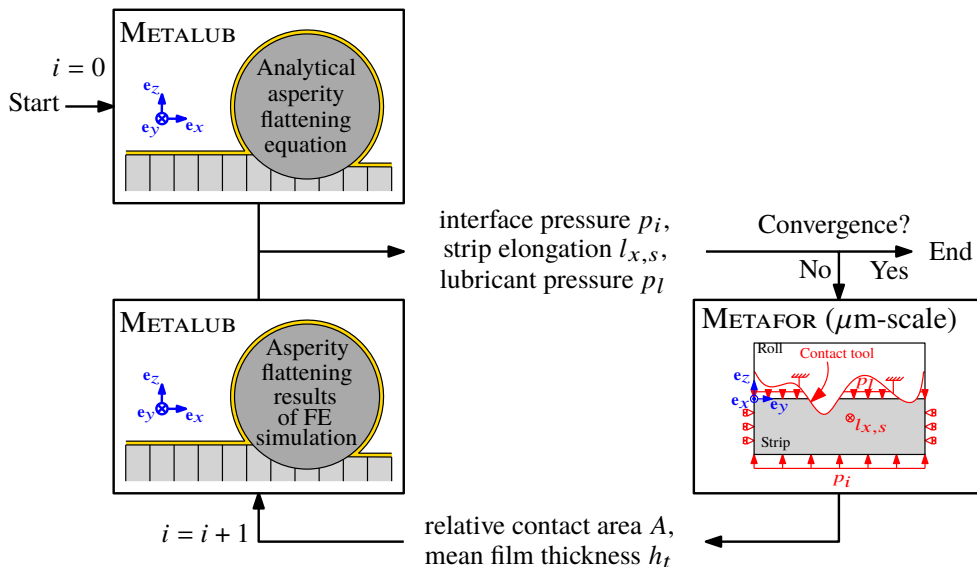 METALUB
i = 0
Start
Analytical
asperity
flattening
equation
e_z
e_y
e_x
interface pressure p_i,
strip elongation l_{x,s},
lubricant pressure p_l
Convergence?
End
No
Yes
METALUB
Asperity
flattening
results
of FE
simulation
e_z
e_y
e_x
METAFOR (μm-scale)
Roll
Contact tool
p_l
e_z
e_x
e_y
l_{x,s}
Strip
p_i
i = i + 1
relative contact area A,
mean film thickness h_t